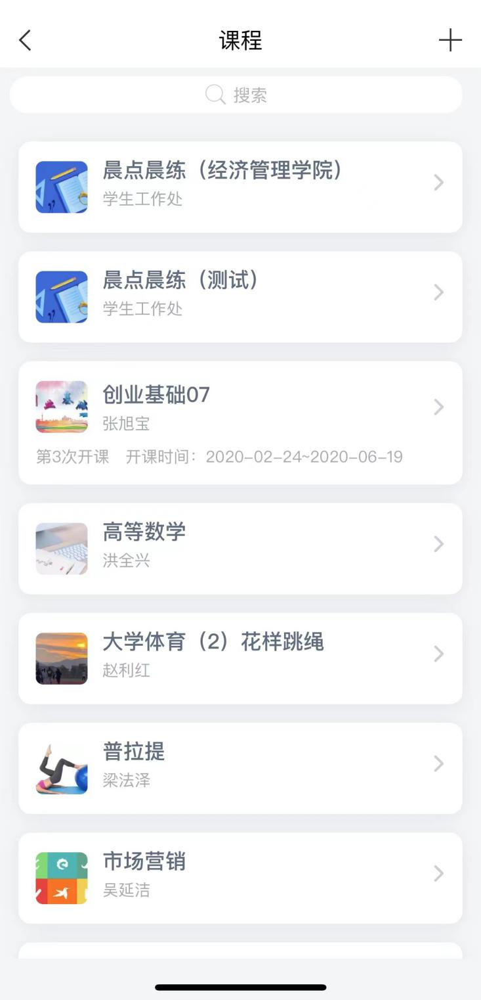 课程
搜索
晨点晨练（经济管理学院）
学生工作处
晨点晨练（测试）
学生工作处
创业基础07
张旭宝
第3次开课 开课时间：2020-02-24~2020-06-19
高等数学
洪全兴
大学体育（2）花样跳绳
赵利红
普拉提
梁法泽
市场营销
吴延洁